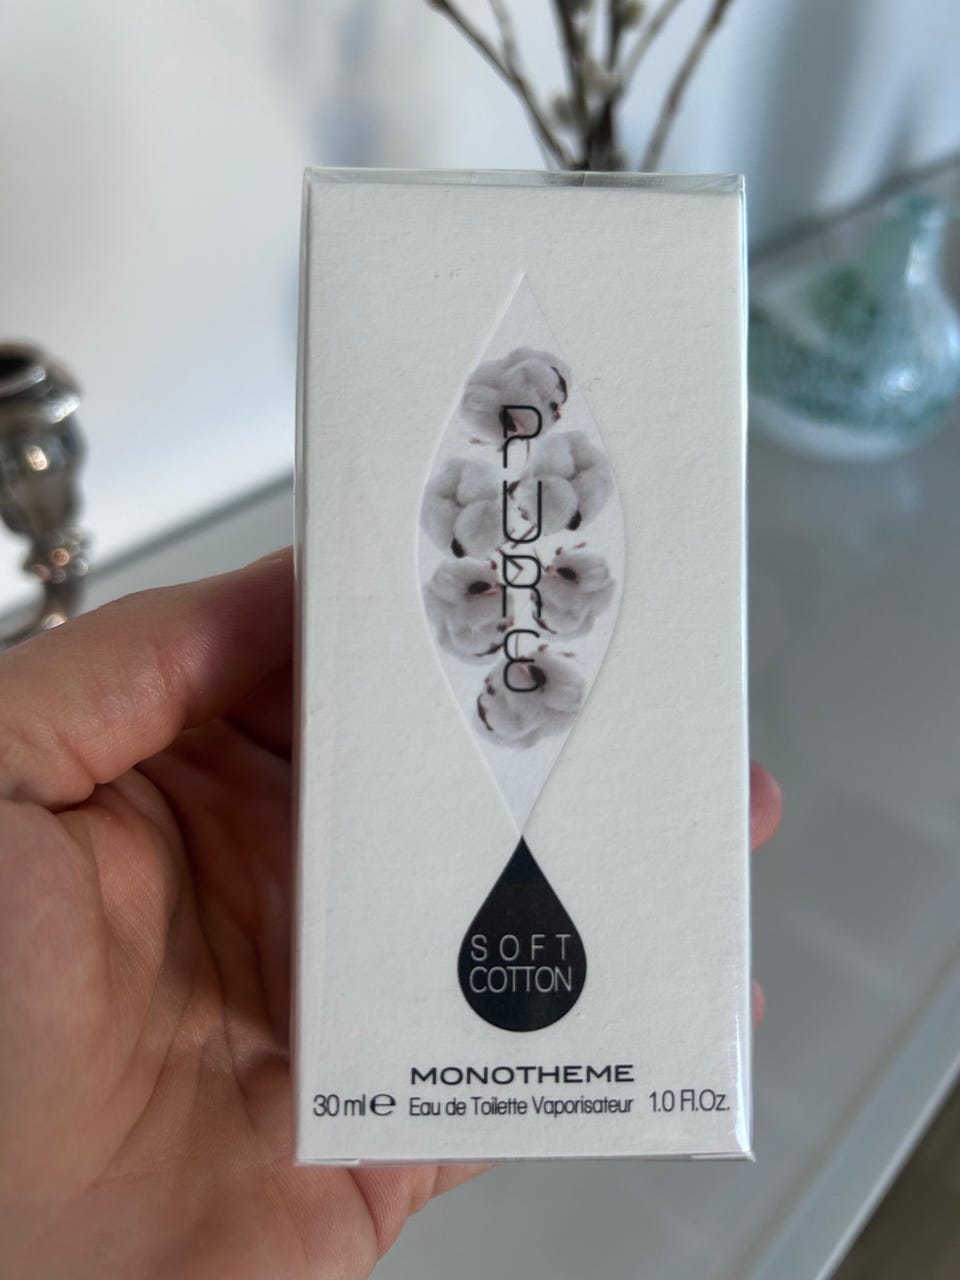 PURE
SOFT
COTTON
MONOTHEME
30 ml ℮ Eau de Toilette Vaporisateur 1.0 Fl.Oz.